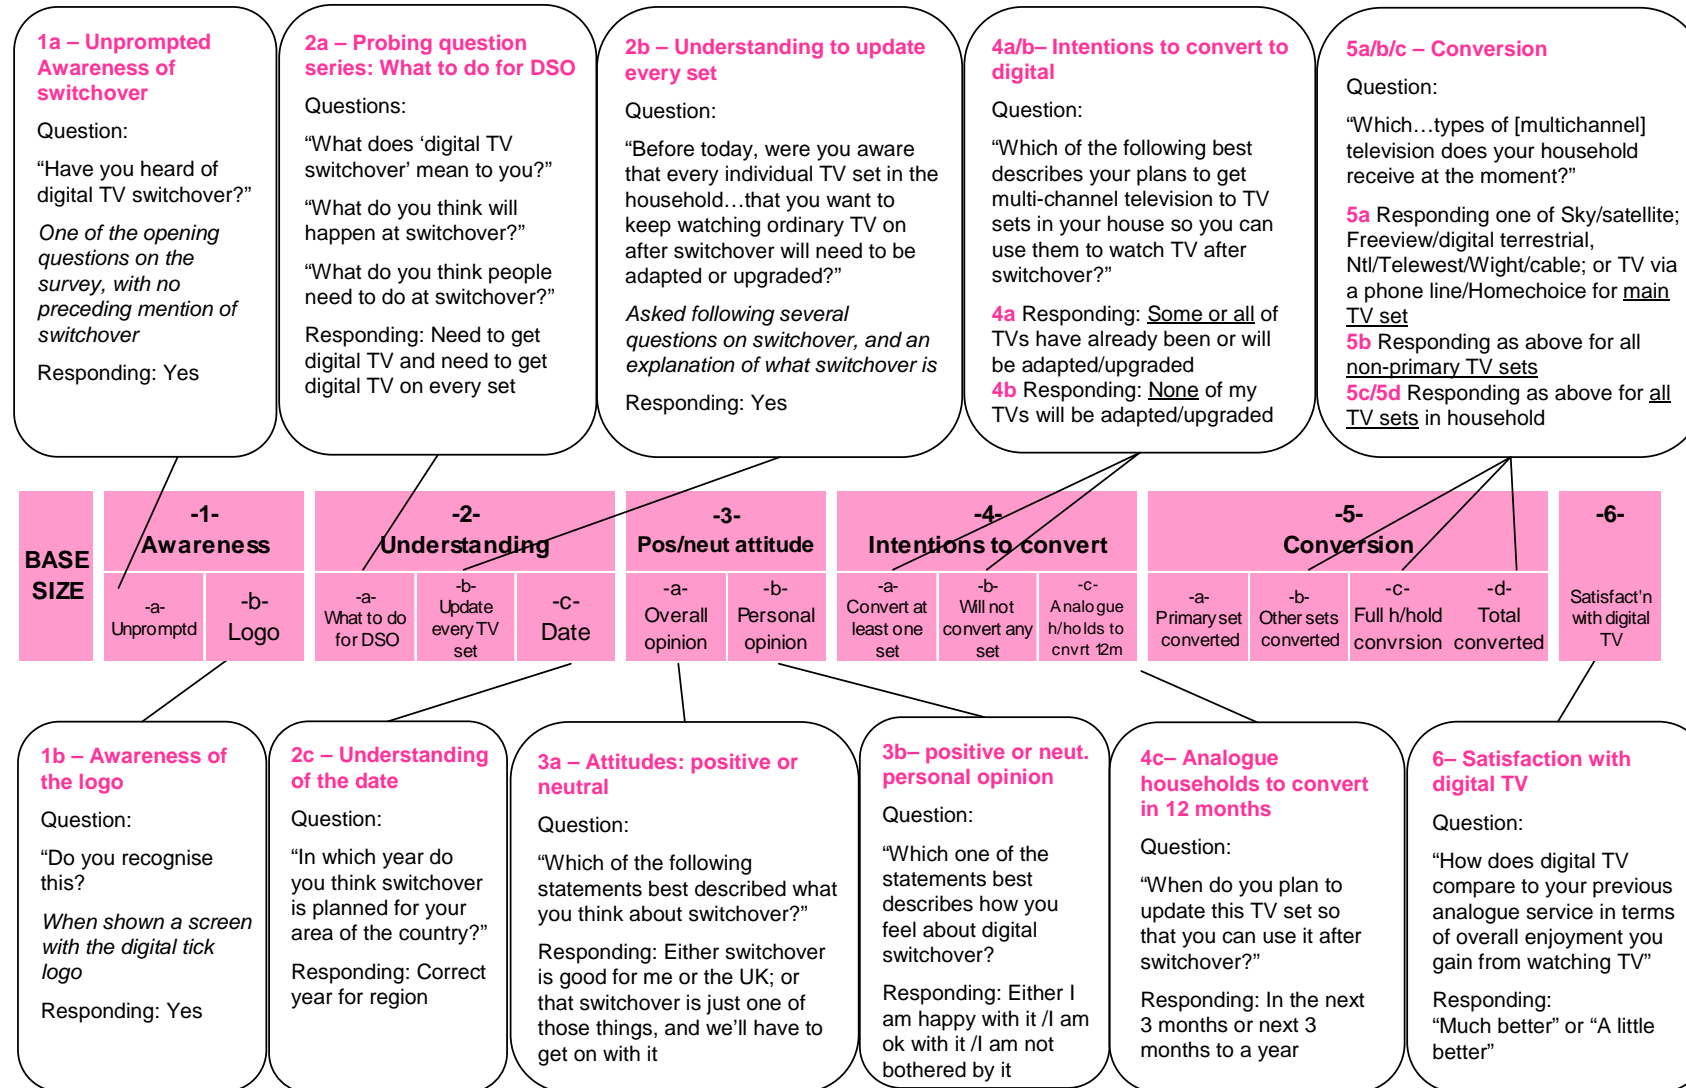 1a – Unprompted
Awareness of
switchover
Question:
“Have you heard of
digital TV switchover?”
One of the opening
questions on the
survey, with no
preceding mention of
switchover
Responding: Yes
2a – Probing question
series: What to do for DSO
Questions:
“What does ‘digital TV
switchover’ mean to you?”
“What do you think will
happen at switchover?”
“What do you think people
need to do at switchover?”
Responding: Need to get
digital TV and need to get
digital TV on every set
2b – Understanding to update
every set
Question:
“Before today, were you aware
that every individual TV set in the
household…that you want to
keep watching ordinary TV on
after switchover will need to be
adapted or upgraded?”
Asked following several
questions on switchover, and an
explanation of what switchover is
Responding: Yes
4a/b– Intentions to convert to
digital
Question:
“Which of the following best
describes your plans to get
multi-channel television to TV
sets in your house so you can
use them to watch TV after
switchover?”
4a Responding: Some or all of
TVs have already been or will
be adapted/upgraded
4b Responding: None of my
TVs will be adapted/upgraded
5a/b/c – Conversion
Question:
“Which…types of [multichannel]
television does your household
receive at the moment?”
5a Responding one of Sky/satellite;
Freeview/digital terrestrial,
Ntl/Telewest/Wight/cable; or TV via
a phone line/Homechoice for main
TV set
5b Responding as above for all
non-primary TV sets
5c/5d Responding as above for all
TV sets in household
BASE
SIZE
-1-
Awareness
-a-
Unpromptd
-b-
Logo
-2-
Understanding
-a-
What to do
for DSO
-b-
Update
every TV
set
-c-
Date
-3-
Pos/neut attitude
-a-
Overall
opinion
-b-
Personal
opinion
-4-
Intentions to convert
-a-
Convert at
least one
set
-b-
Will not
convert any
set
-c-
Analogue
h/holds to
cnvrt 12m
-5-
Conversion
-a-
Primary set
converted
-b-
Other sets
converted
-c-
Full h/hold
convrsion
-d-
Total
converted
-6-
Satisfact'n
with digital
TV
1b – Awareness of
the logo
Question:
“Do you recognise
this?
When shown a screen
with the digital tick
logo
Responding: Yes
2c – Understanding
of the date
Question:
“In which year do
you think switchover
is planned for your
area of the country?”
Responding: Correct
year for region
3a – Attitudes: positive or
neutral
Question:
“Which of the following
statements best described what
you think about switchover?”
Responding: Either switchover
is good for me or the UK; or
that switchover is just one of
those things, and we’ll have to
get on with it
3b– positive or neut.
personal opinion
Question:
“Which one of the
statements best
describes how you
feel about digital
switchover?
Responding: Either I
am happy with it /I am
ok with it /I am not
bothered by it
4c– Analogue
households to convert
in 12 months
Question:
“When do you plan to
update this TV set so
that you can use it after
switchover?”
Responding: In the next
3 months or next 3
months to a year
6– Satisfaction with
digital TV
Question:
“How does digital TV
compare to your previous
analogue service in terms
of overall enjoyment you
gain from watching TV”
Responding:
“Much better” or “A little
better”